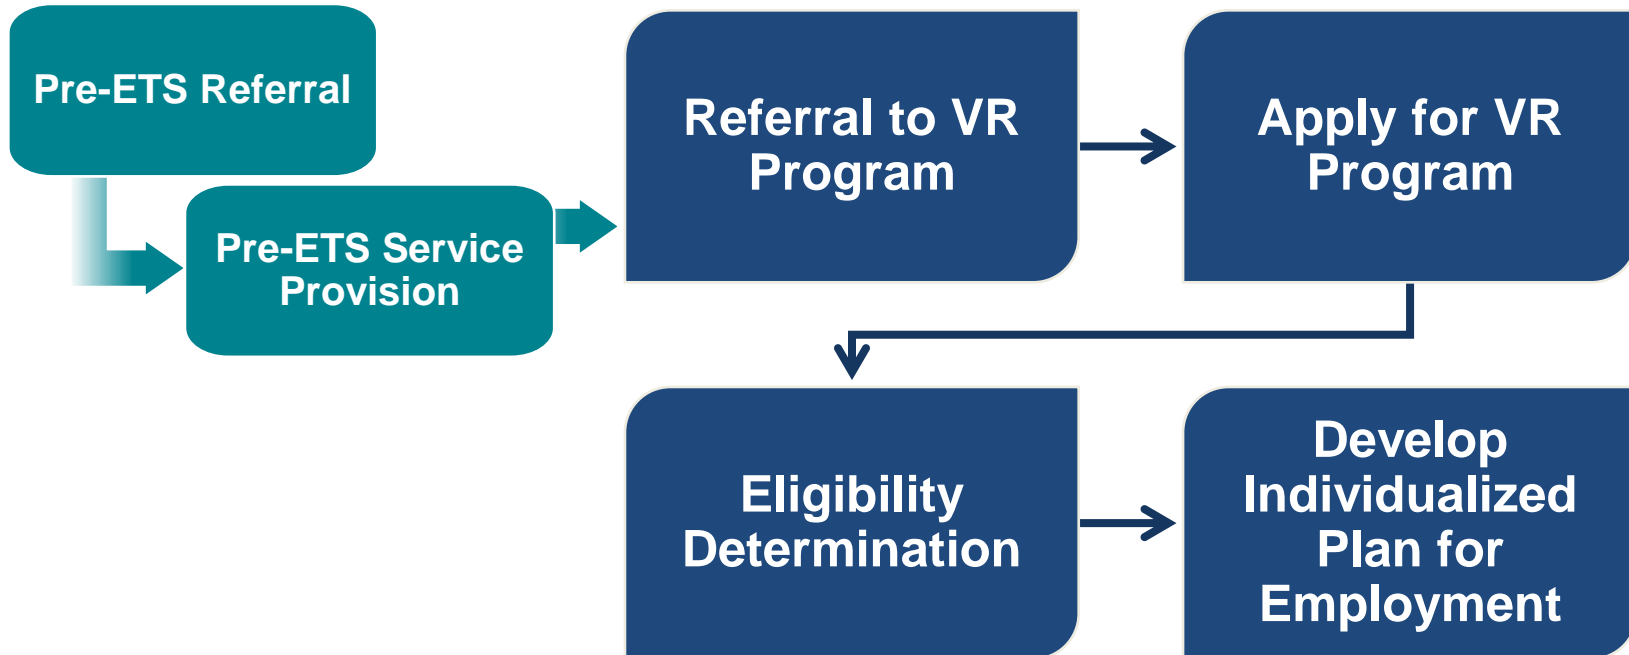 Pre-ETS Referral
Pre-ETS Service
Provision
Referral to VR
Program
Apply for VR
Program
Eligibility
Determination
Develop
Individualized
Plan for
Employment